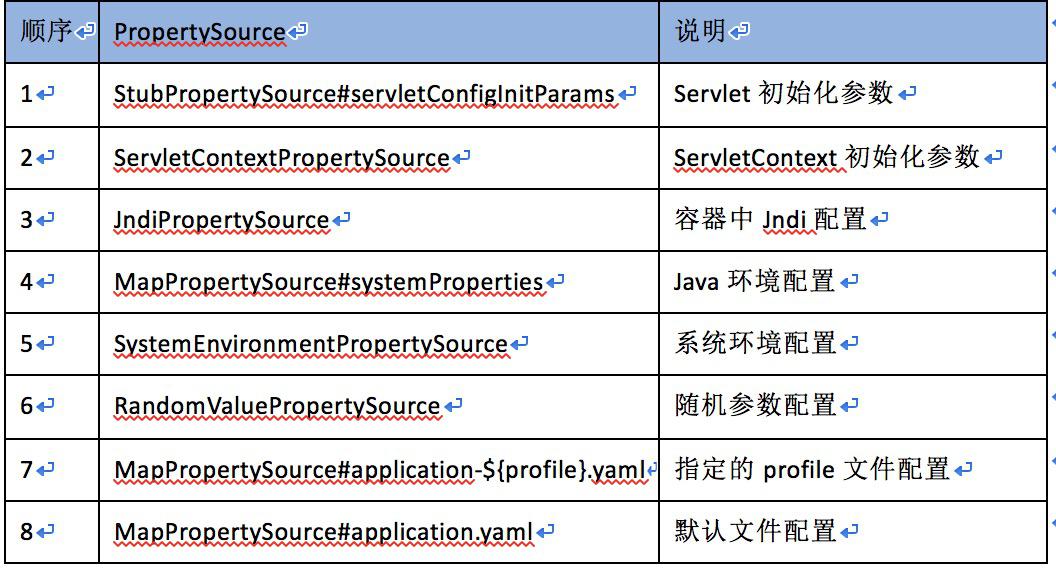 顺序 PropertySource 说明
1 StubPropertySource#servletConfigInitParams Servlet 初始化参数
2 ServletContextPropertySource ServletContext 初始化参数
3 JndiPropertySource 容器中 Jndi 配置
4 MapPropertySource#systemProperties Java 环境配置
5 SystemEnvironmentPropertySource 系统环境配置
6 RandomValuePropertySource 随机参数配置
7 MapPropertySource#application-${profile}.yaml 指定的 profile 文件配置
8 MapPropertySource#application.yaml 默认文件配置